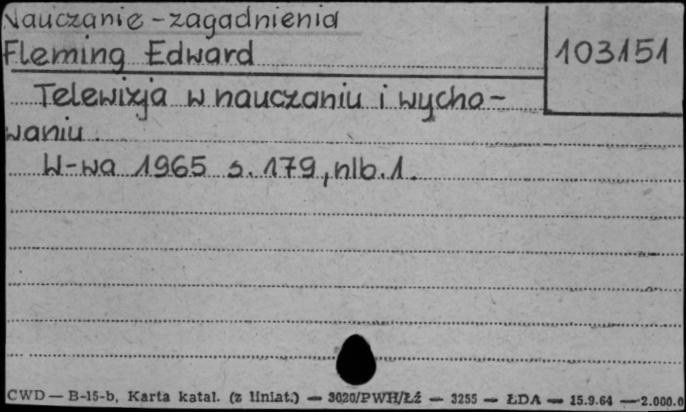 Nauczanie - zagadnienia
Fleming Edward
103151
Telewizja w nauczaniu i wycho-
waniu.
W-wa 1965 s. 179, nlb. 1.
CWD — B-15-b, Karta katal. (z liniat.) — 3020/PWH/Łź — 3255 — ŁDA — 15.9.64 — 2.000.0